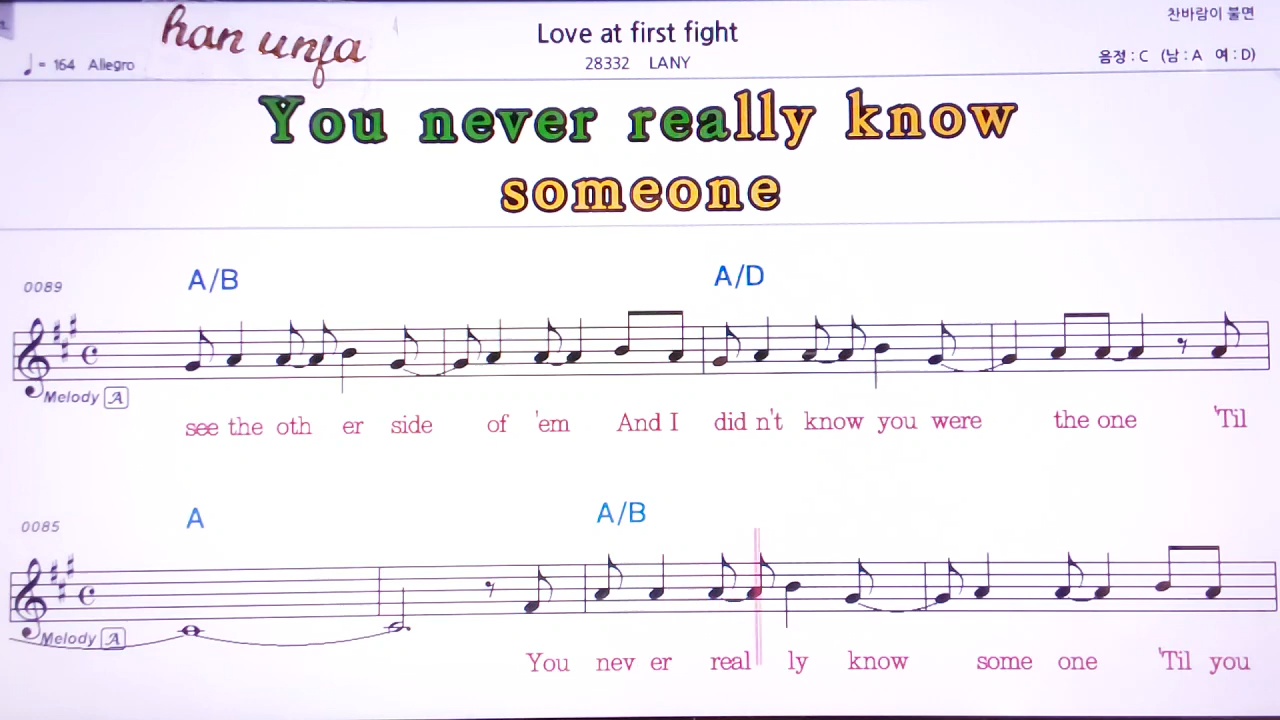 찬바람이 불면
han unja
Love at first fight
♩ = 164 Allegro
28332 LANY
음정 : C (남 : A 여 : D)
You never really know
someone
0089
A/B A/D
Melody A
see the oth er side of 'em And I did n't know you were the one 'Til
0085
A A/B
Melody A
You nev er real ly know some one 'Til you